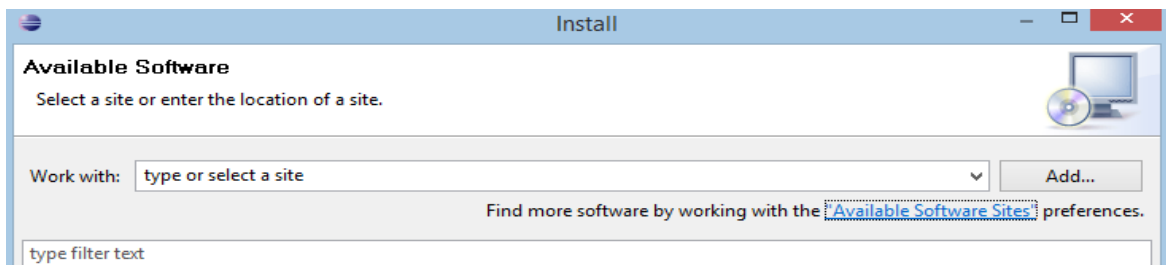 Install
Available Software
Select a site or enter the location of a site.
Work with: type or select a site Add...
Find more software by working with the "Available Software Sites" preferences.
type filter text